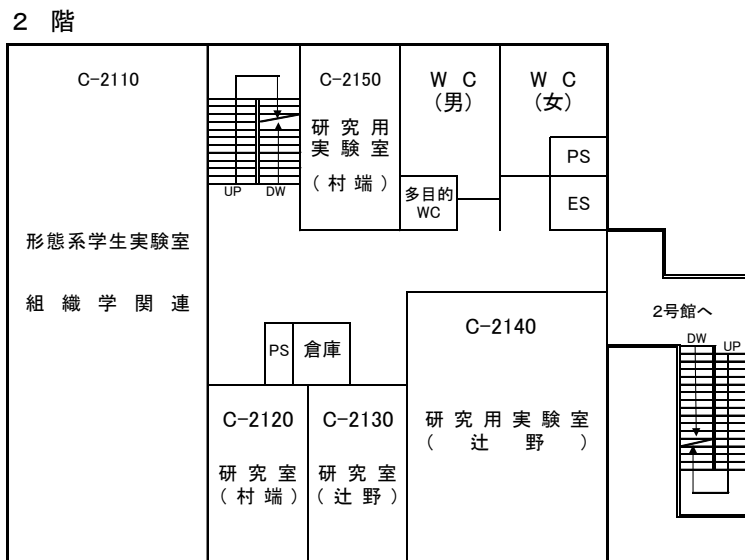 2 階
C-2110
形態系学生実験室
組織学関連
UP
DW
C-2150
研究用
実験室
(村端)
WC
(男)
WC
(女)
多目的
WC
PS
ES
PS
倉庫
C-2120
研究室
(村端)
C-2130
研究室
(辻野)
C-2140
研究用実験室
(辻野)
2号館へ
DW
UP